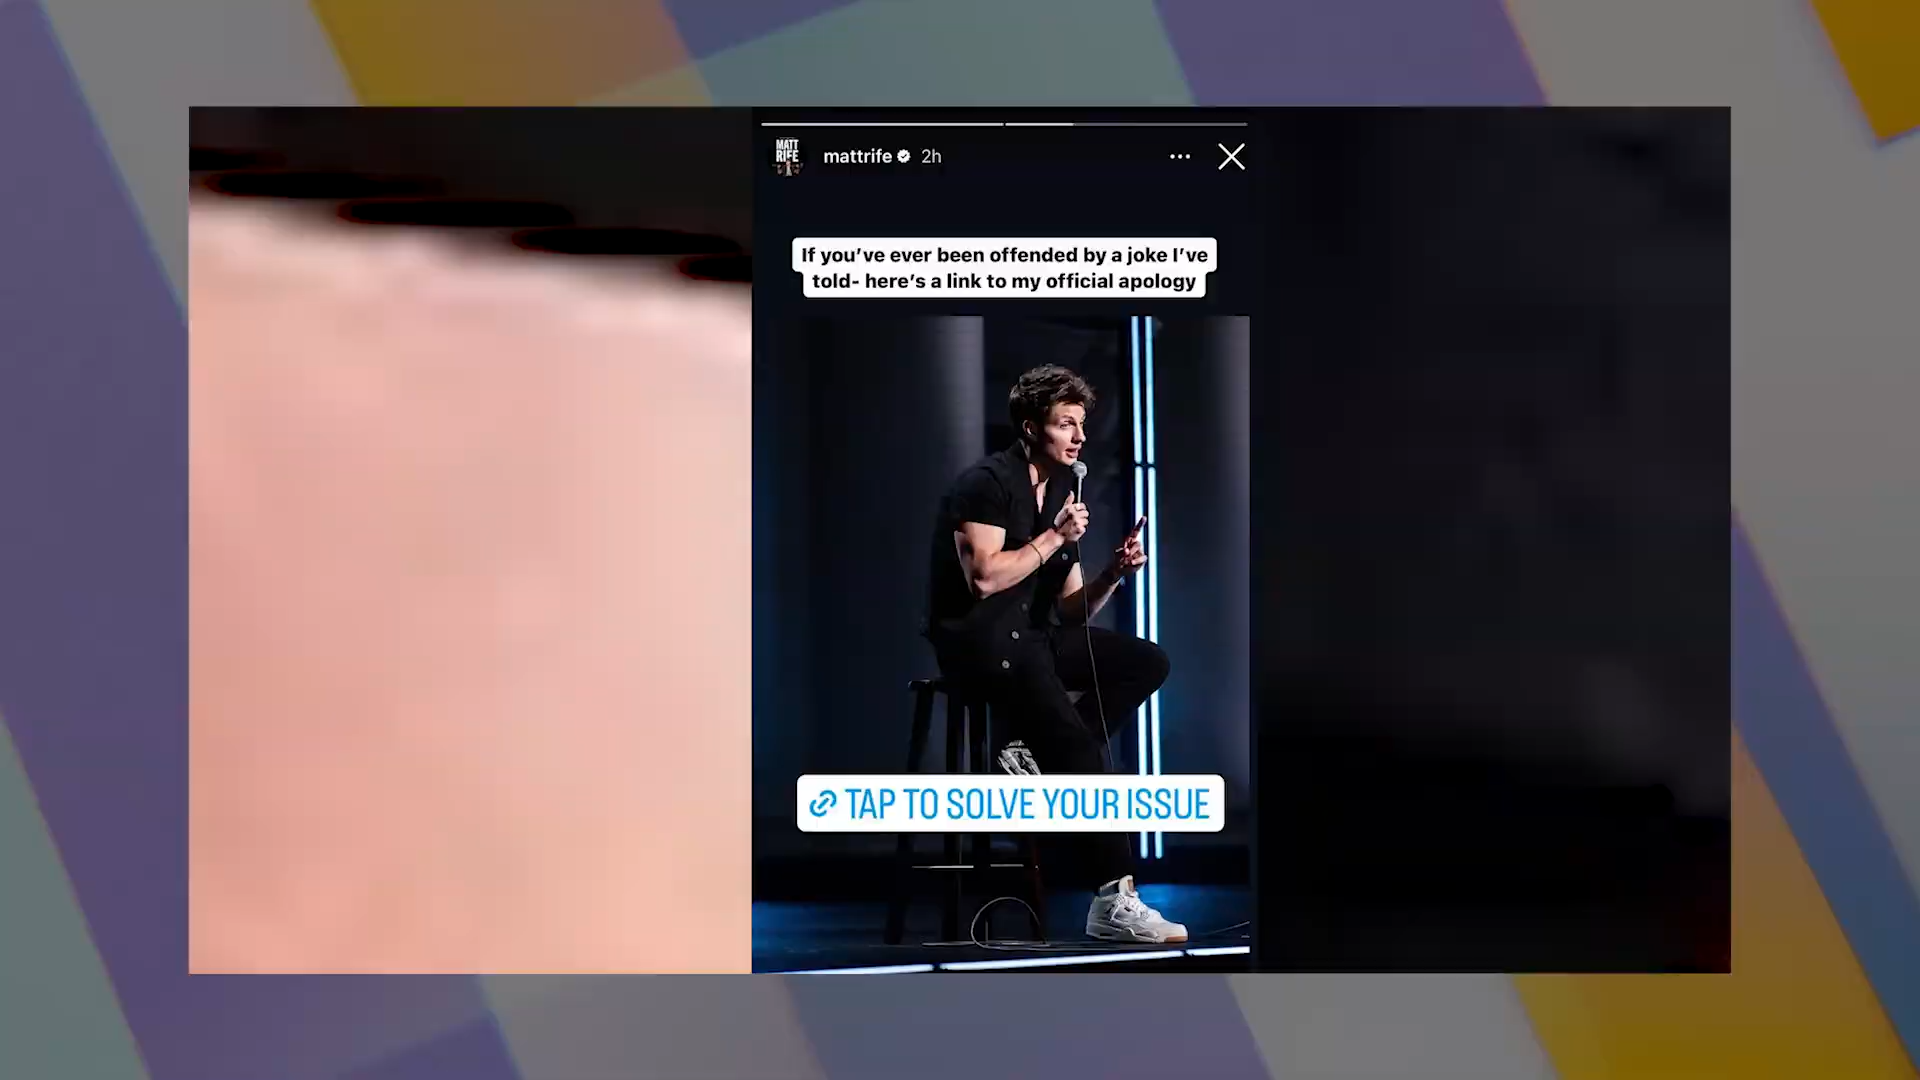 MATT
RIFE
mattrife 2h
If you've ever been offended by a joke I've
told- here's a link to my official apology
TAP TO SOLVE YOUR ISSUE